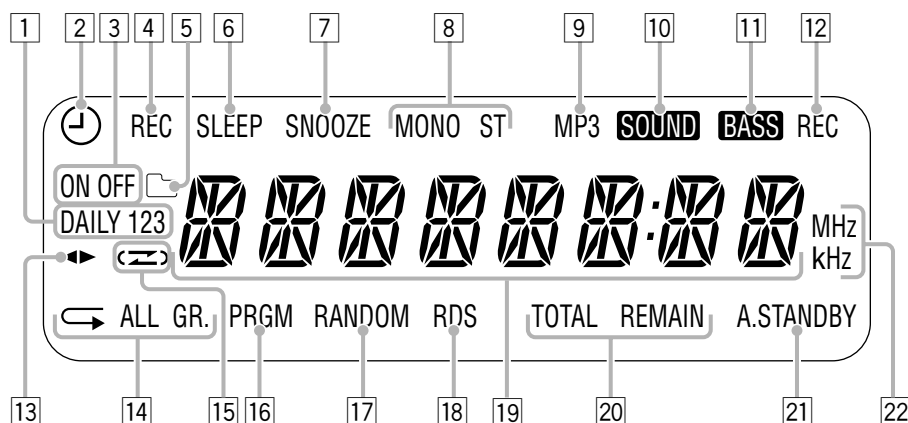 1 2 3 4 5 6 7 8 9 10 11 12
REC SLEEP SNOOZE MONO ST MP3 SOUND BASS REC
ON OFF
DAILY 123
MHz
kHz
ALL GR. PRGM RANDOM RDS TOTAL REMAIN A.STANDBY
13 14 15 16 17 18 19 20 21 22